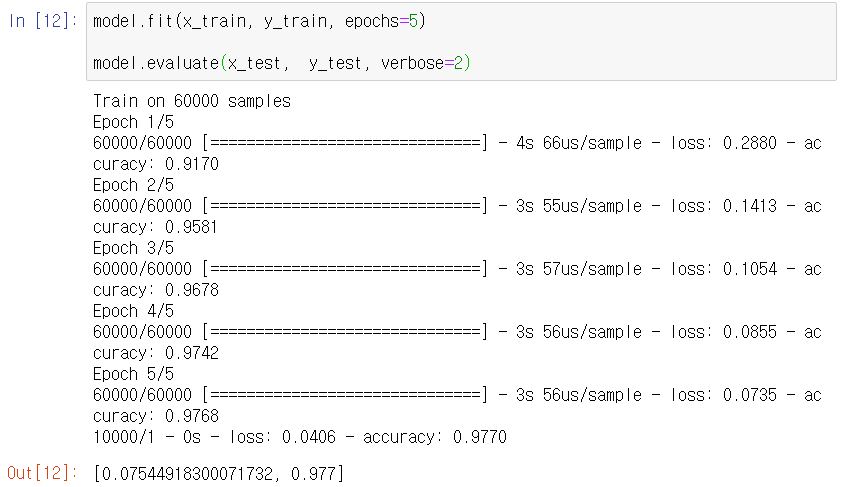 In [12]: model.fit(x_train, y_train, epochs=5)
model.evaluate(x_test,  y_test, verbose=2)
Train on 60000 samples
Epoch 1/5
60000/60000 [==============================] - 4s 66us/sample - loss: 0.2880 - ac
curacy: 0.9170
Epoch 2/5
60000/60000 [==============================] - 3s 55us/sample - loss: 0.1413 - ac
curacy: 0.9581
Epoch 3/5
60000/60000 [==============================] - 3s 57us/sample - loss: 0.1054 - ac
curacy: 0.9678
Epoch 4/5
60000/60000 [==============================] - 3s 56us/sample - loss: 0.0855 - ac
curacy: 0.9742
Epoch 5/5
60000/60000 [==============================] - 3s 56us/sample - loss: 0.0735 - ac
curacy: 0.9768
10000/1 - 0s - loss: 0.0406 - accuracy: 0.9770
Out[12]: [0.07544918300071732, 0.977]